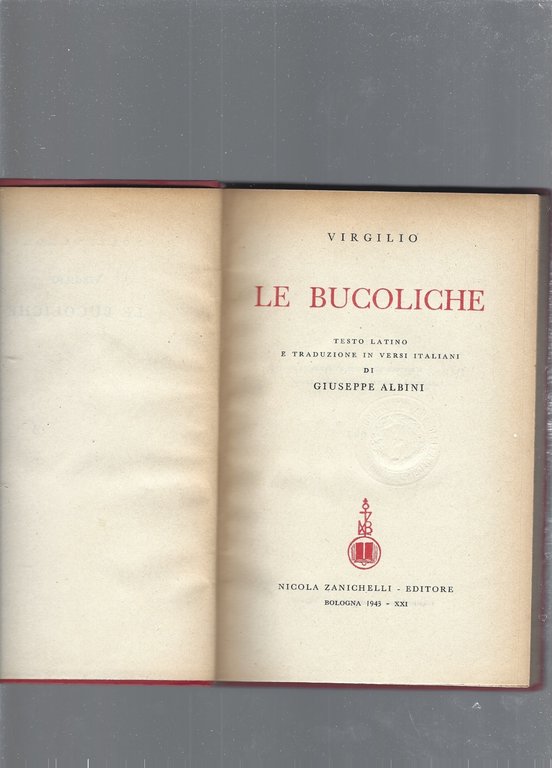 VIRGILIO
LE BUCOLICHE
TESTO LATINO
E TRADUZIONE IN VERSI ITALIANI
DI
GIUSEPPE ALBINI
NICOLA ZANICHELLI - EDITORE
BOLOGNA 1943 - XXI